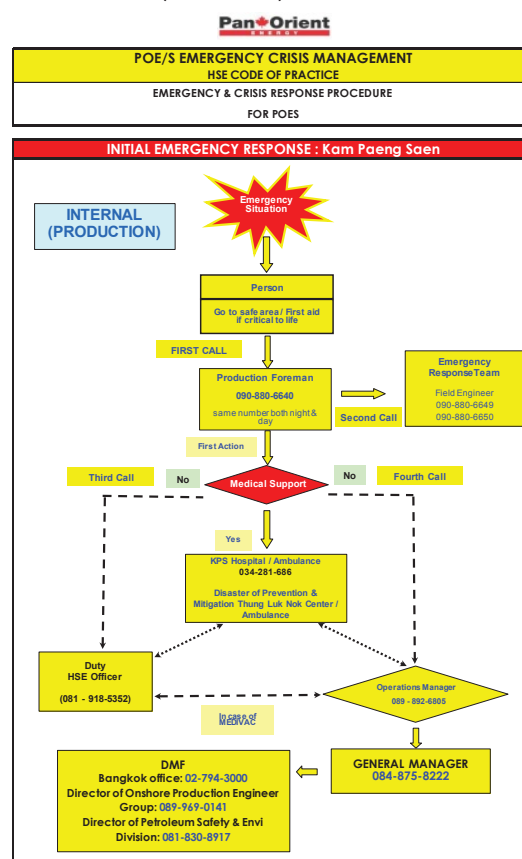 Pan Orient
ENERGY
POE/S EMERGENCY CRISIS MANAGEMENT
HSE CODE OF PRACTICE
EMERGENCY & CRISIS RESPONSE PROCEDURE
FOR POES
INITIAL EMERGENCY RESPONSE : Kam Paeng Saen
Emergency
Situation
INTERNAL
(PRODUCTION)
Person
Go to safe area / First aid
if critical to life
FIRST CALL
Production Foreman
090-880-6640
same number both night &
day
Second Call
Emergency
Response Team
Field Engineer
090-880-6649
090-880-6650
First Action
Third Call
No
Medical Support
No
Fourth Call
Yes
KPS Hospital / Ambulance
034-281-686
Disaster of Prevention &
Mitigation Thung Luk Nok Center /
Ambulance
Duty
HSE Officer
(081 - 918-5352)
Operations Manager
089 - 892-6805
In case of
MEDIVAC
DMF
Bangkok office: 02-794-3000
Director of Onshore Production Engineer
Group: 089-969-0141
Director of Petroleum Safety & Envi
Division: 081-830-8917
GENERAL MANAGER
084-875-8222